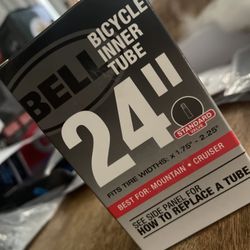 BELL
BICYCLE
INNER
TUBE
24"
STANDARD
FITS TIRE WIDTHS: x 1.75" - 2.25"
BEST FOR: MOUNTAIN • CRUISER
SEE SIDE PANEL FOR
HOW TO REPLACE A TUBE